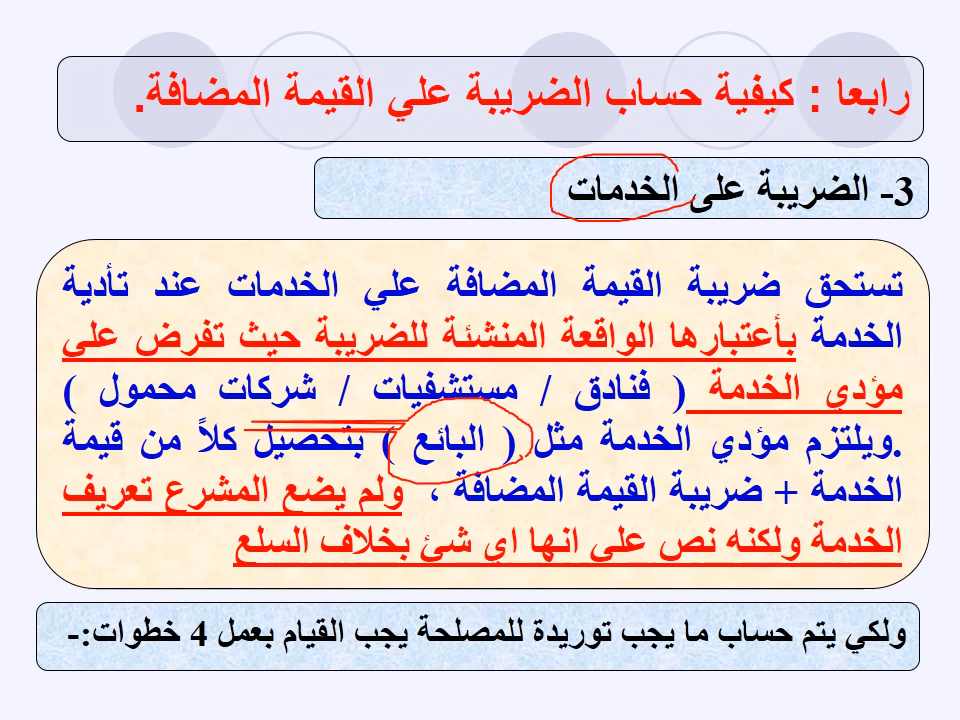 رابعا : كيفية حساب الضريبة علي القيمة المضافة.
3- الضريبة على الخدمات
تستحق ضريبة القيمة المضافة علي الخدمات عند تأدية
الخدمة بأعتبارها الواقعة المنشئة للضريبة حيث تفرض علي
مؤدي الخدمة ( فنادق / مستشفيات / شركات محمول )
.ويلتزم مؤدي الخدمة مثل ( البائع ) بتحصيل كلاً من قيمة
الخدمة + ضريبة القيمة المضافة ، ولم يضع المشرع تعريف
الخدمة ولكنه نص علي انها اي شئ بخلاف السلع
ولكي يتم حساب ما يجب توريدة للمصلحة يجب القيام بعمل 4 خطوات:-